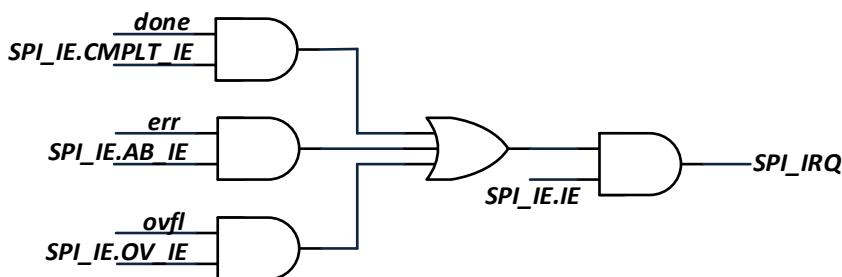 done
SPI_IE.CMPLT_IE
err
SPI_IE.AB_IE
SPI_IRQ
SPI_IE.IE
ovfl
SPI_IE.OV_IE